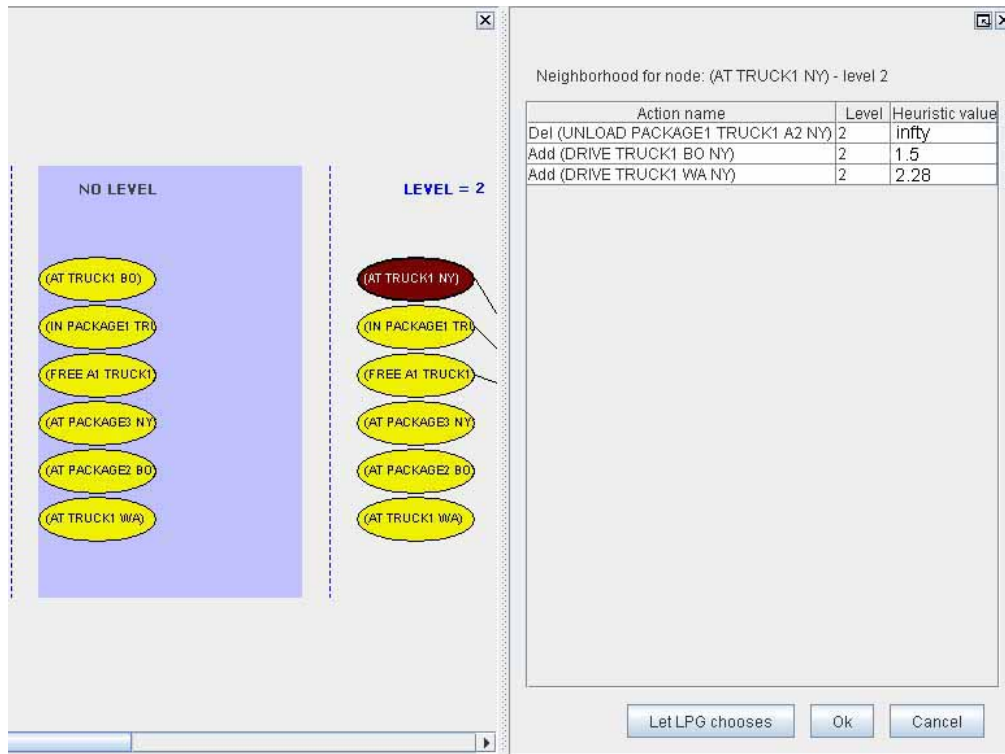 NO LEVEL
(AT TRUCK1 BO)
(IN PACKAGE1 TRU
(FREE A1 TRUCK1)
(AT PACKAGE3 NY)
(AT PACKAGE2 BO)
(AT TRUCK1 WA)
LEVEL = 2
(AT TRUCK1 NY)
(IN PACKAGE1 TRU
(FREE A1 TRUCK1
(AT PACKAGE3 NY
(AT PACKAGE2 BO)
(AT TRUCK1 WA)
Neighborhood for node: (AT TRUCK1 NY) - level 2
Action name Level Heuristic value
Del (UNLOAD PACKAGE1 TRUCK1 A2 NY) 2 infty
Add (DRIVE TRUCK1 BO NY) 2 1.5
Add (DRIVE TRUCK1 WA NY) 2 2.28
Let LPG chooses Ok Cancel